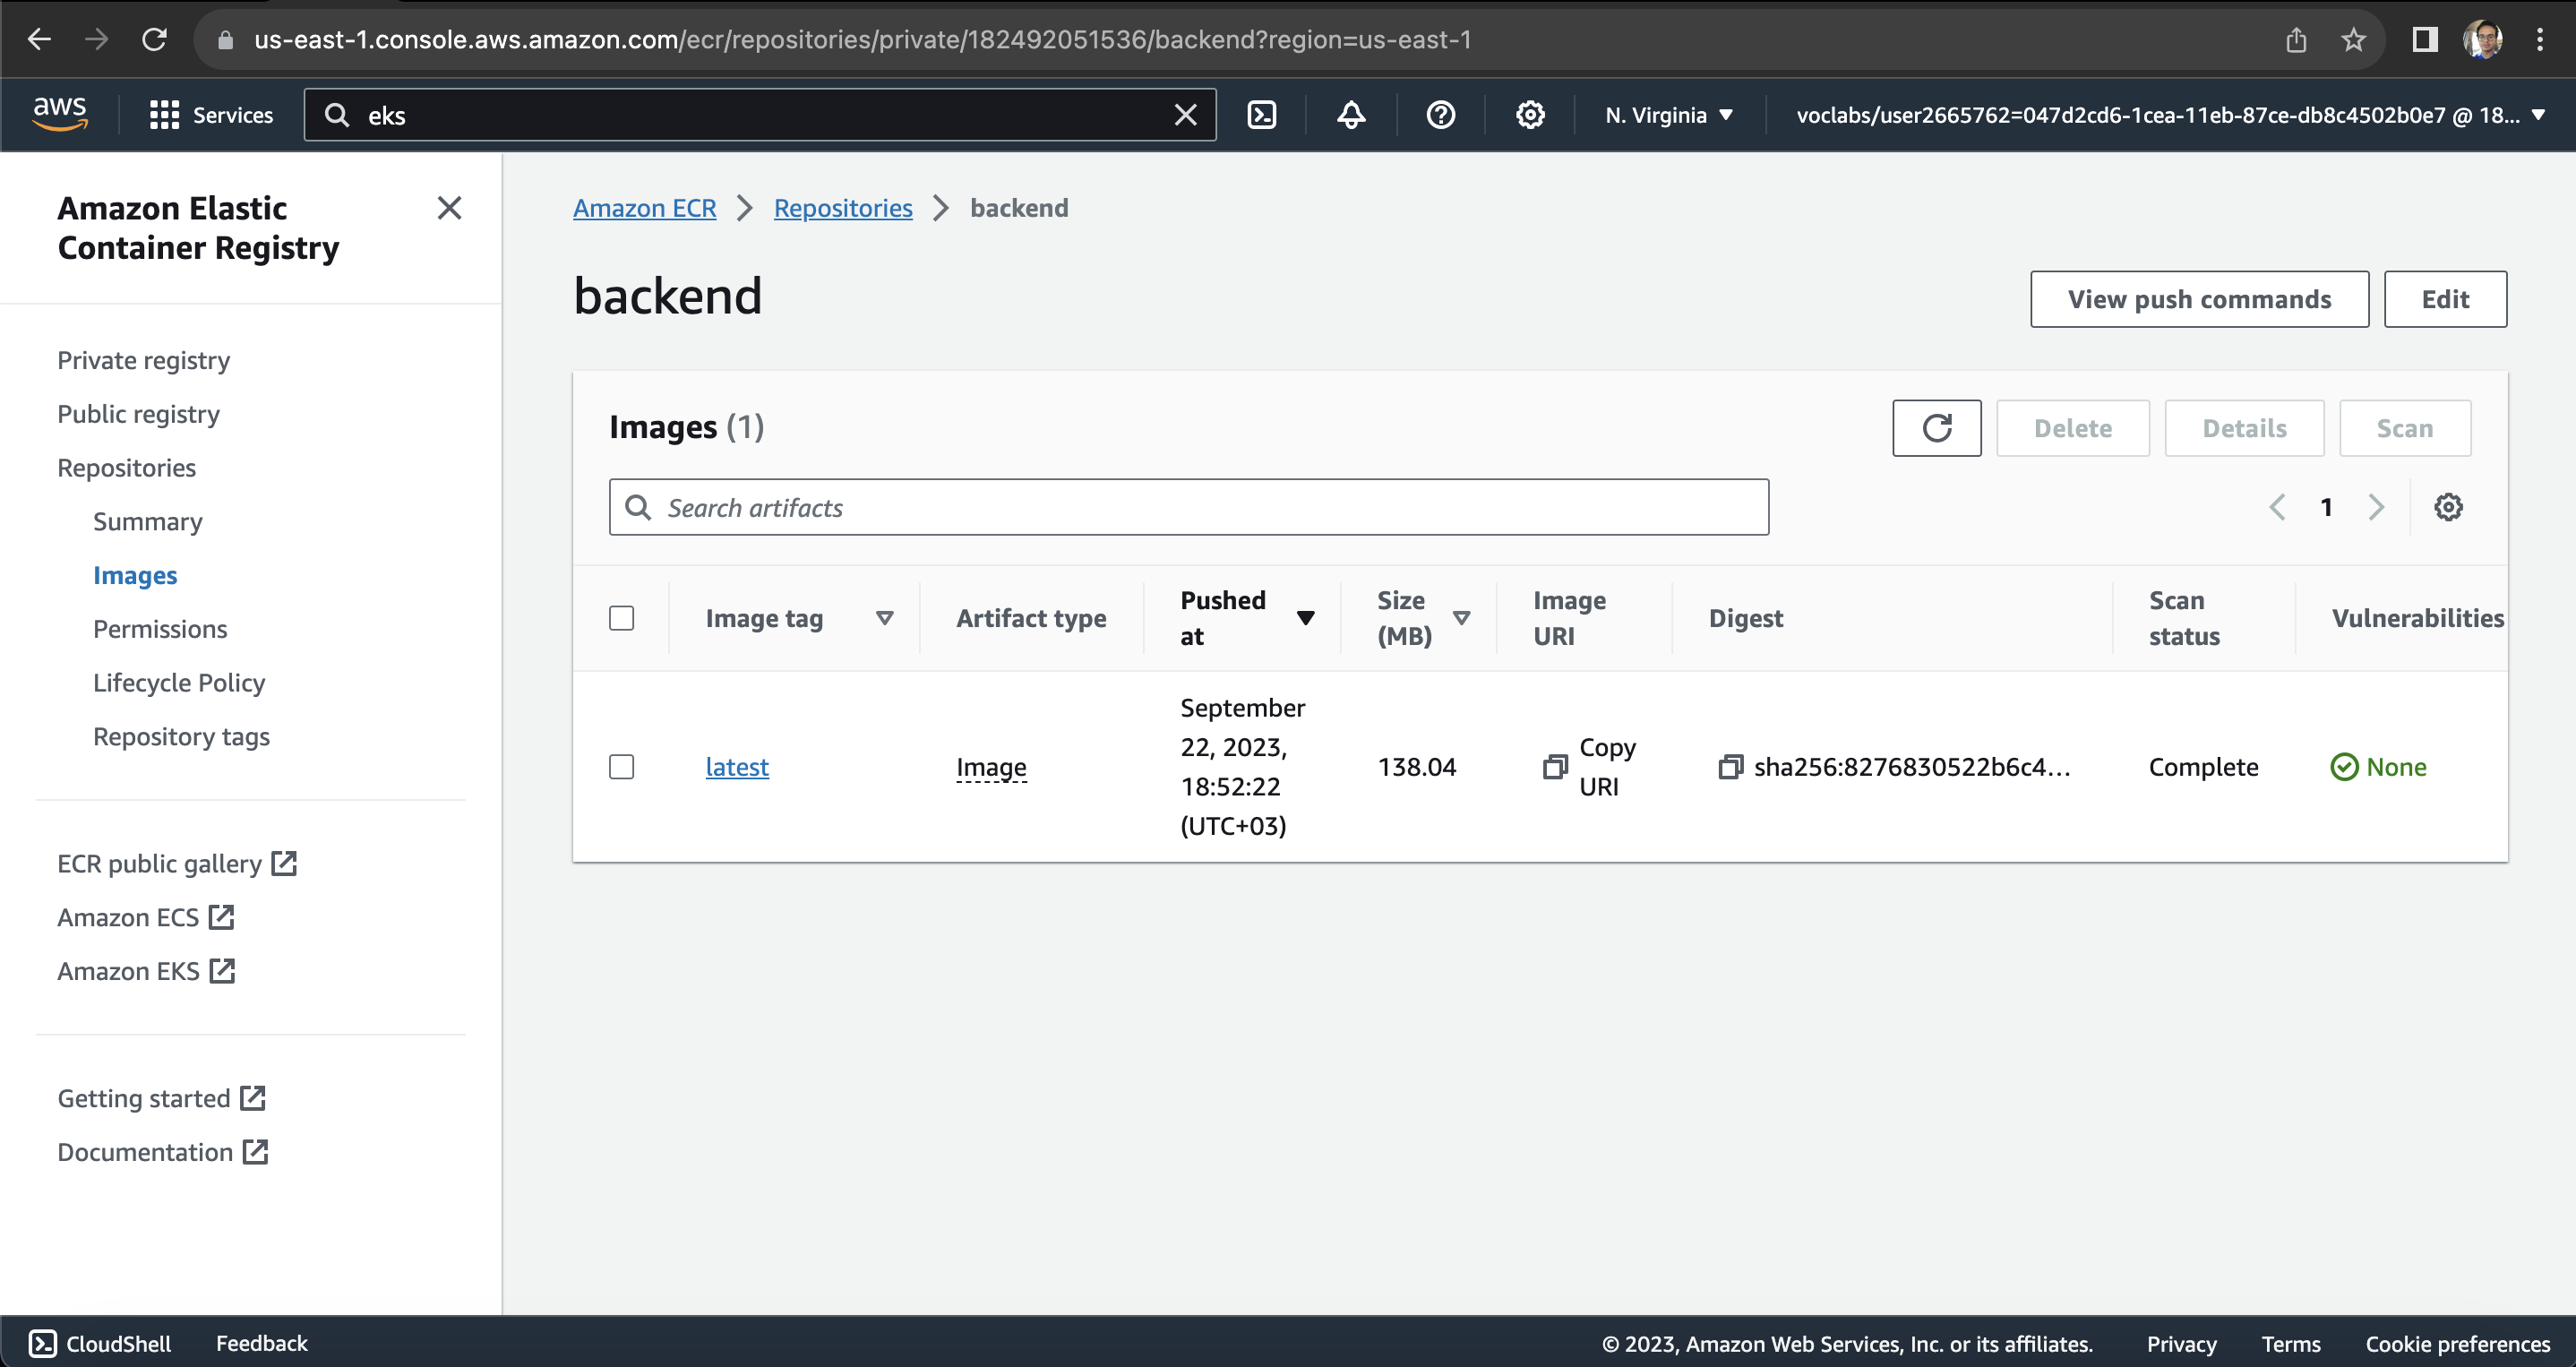 us-east-1.console.aws.amazon.com/ecr/repositories/private/182492051536/backend?region=us-east-1
aws
Services
eks
N. Virginia
voclabs/user2665762=047d2cd6-1cea-11eb-87ce-db8c4502b0e7 @ 18...
Amazon Elastic
Container Registry
Private registry
Public registry
Repositories
Summary
Images
Permissions
Lifecycle Policy
Repository tags
ECR public gallery
Amazon ECS
Amazon EKS
Getting started
Documentation
Amazon ECR
Repositories
backend
backend
View push commands
Edit
Images (1)
Delete
Details
Scan
Search artifacts
1
Image tag
Artifact type
Pushed
at
Size
(MB)
Image
URI
Digest
Scan
status
Vulnerabilities
latest
Image
September
22, 2023,
18:52:22
(UTC+03)
138.04
Copy
URI
sha256:8276830522b6c4...
Complete
None
CloudShell
Feedback
© 2023, Amazon Web Services, Inc. or its affiliates.
Privacy
Terms
Cookie preferences